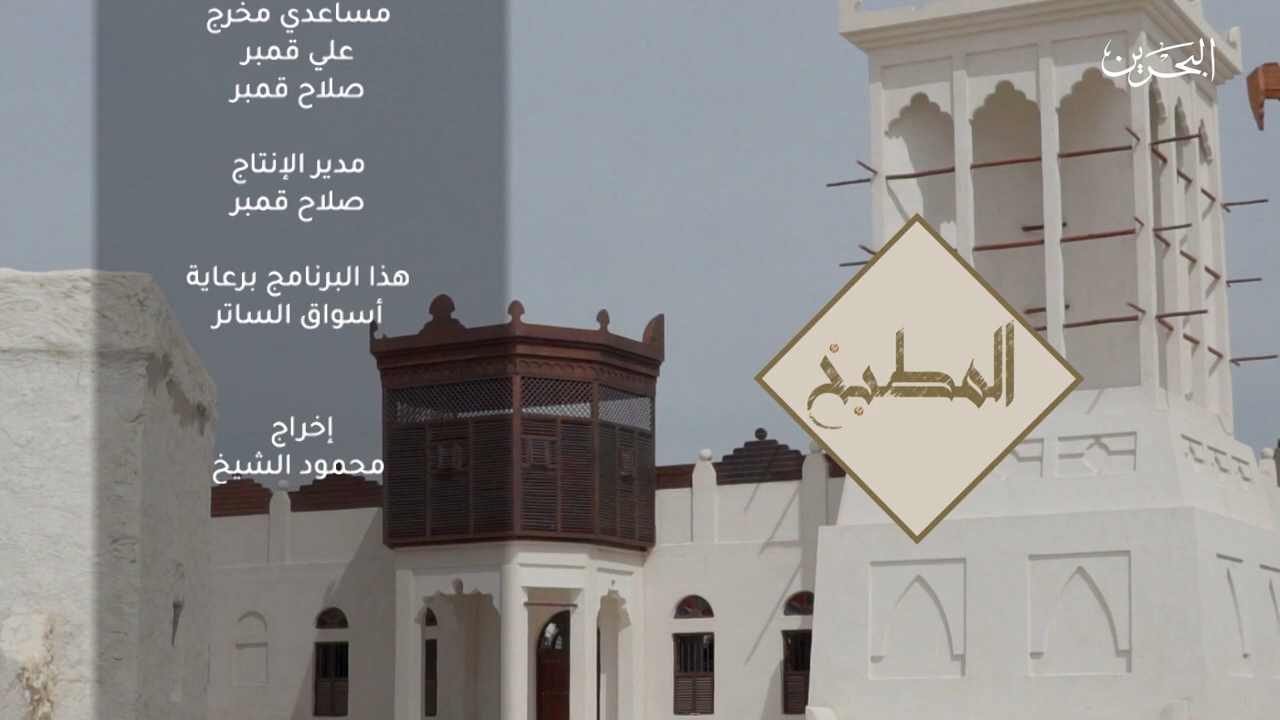 مساعدي مخرج
علي قمبر
صلاح قمبر
مدير الإنتاج
صلاح قمبر
هذا البرنامج برعاية
أسواق الساتر
إخراج
محمود الشيخ
البحرين
المطبخ